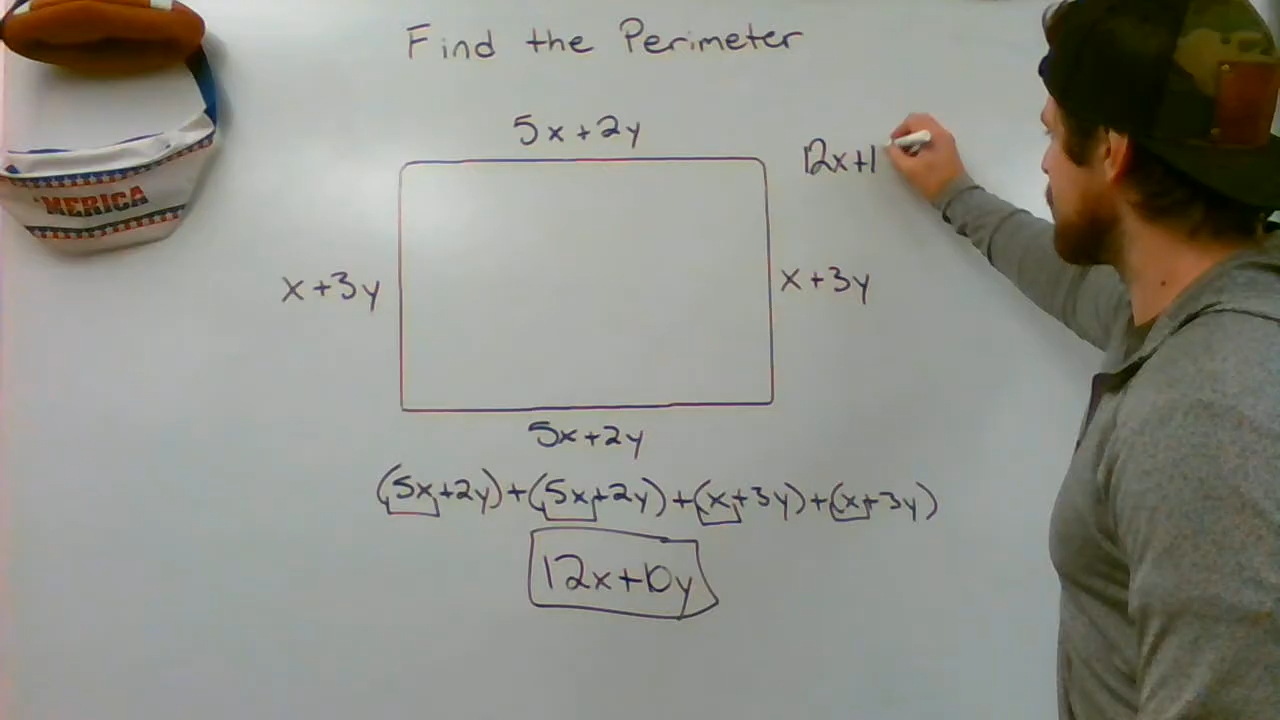 Find the Perimeter
'MERICA
5x+2y
12x+1
x+3y
x+3y
5x+2y
(5x+2y)+(5x+2y)+(x+3y)+(x+3y)
12x+10y